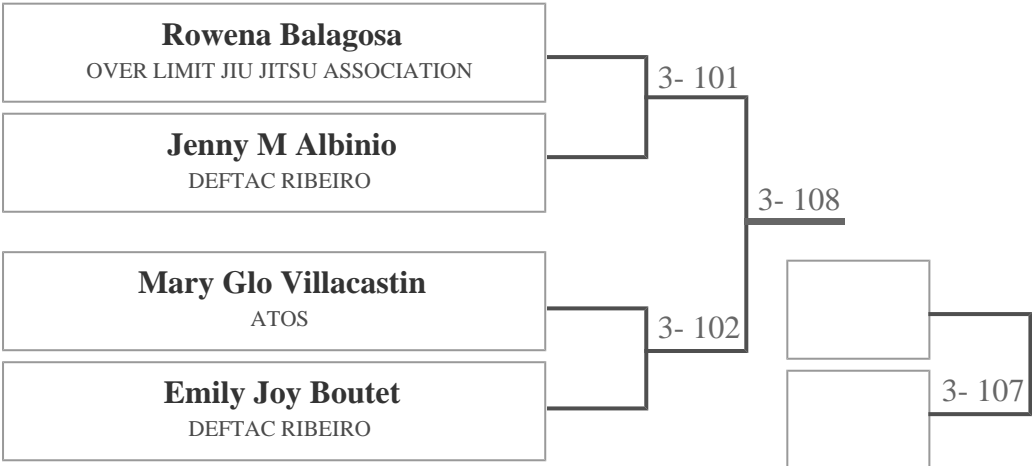 Rowena Balagosa
OVER LIMIT JIU JITSU ASSOCIATION
3- 101
Jenny M Albinio
DEFTAC RIBEIRO
3- 108
Mary Glo Villacastin
ATOS
3- 102
Emily Joy Boutet
DEFTAC RIBEIRO
3- 107